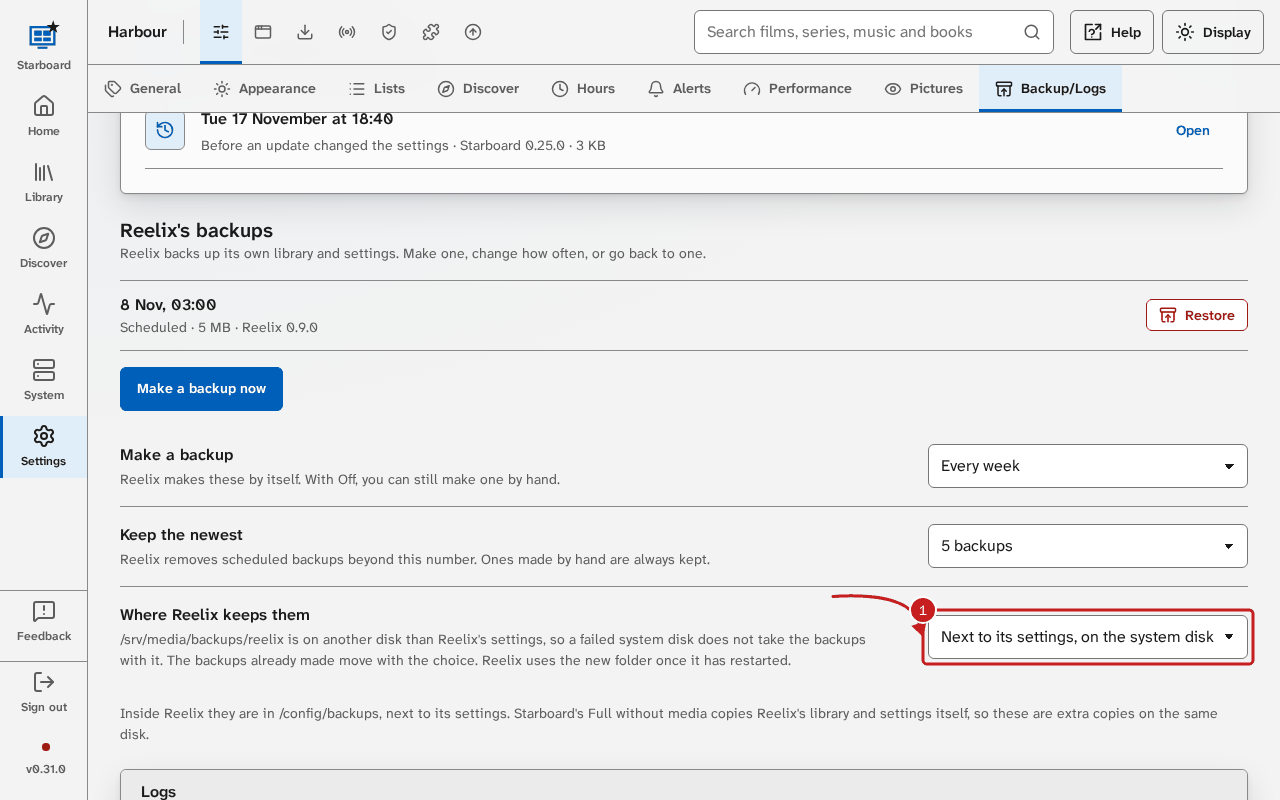 Starboard
Harbour
Search films, series, music and books
Help
Display
General
Appearance
Lists
Discover
Hours
Alerts
Performance
Pictures
Backup/Logs
Home
Library
Discover
Activity
System
Settings
Feedback
Sign out
v0.31.0
Tue 17 November at 18:40
Before an update changed the settings · Starboard 0.25.0 · 3 KB
Open
Reelix's backups
Reelix backs up its own library and settings. Make one, change how often, or go back to one.
8 Nov, 03:00
Scheduled · 5 MB · Reelix 0.9.0
Restore
Make a backup now
Make a backup
Reelix makes these by itself. With Off, you can still make one by hand.
Every week
Keep the newest
Reelix removes scheduled backups beyond this number. Ones made by hand are always kept.
5 backups
Where Reelix keeps them
/srv/media/backups/reelix is on another disk than Reelix's settings, so a failed system disk does not take the backups
with it. The backups already made move with the choice. Reelix uses the new folder once it has restarted.
1
Next to its settings, on the system disk
Inside Reelix they are in /config/backups, next to its settings. Starboard's Full without media copies Reelix's library and settings itself, so these are extra copies on the same
disk.
Logs